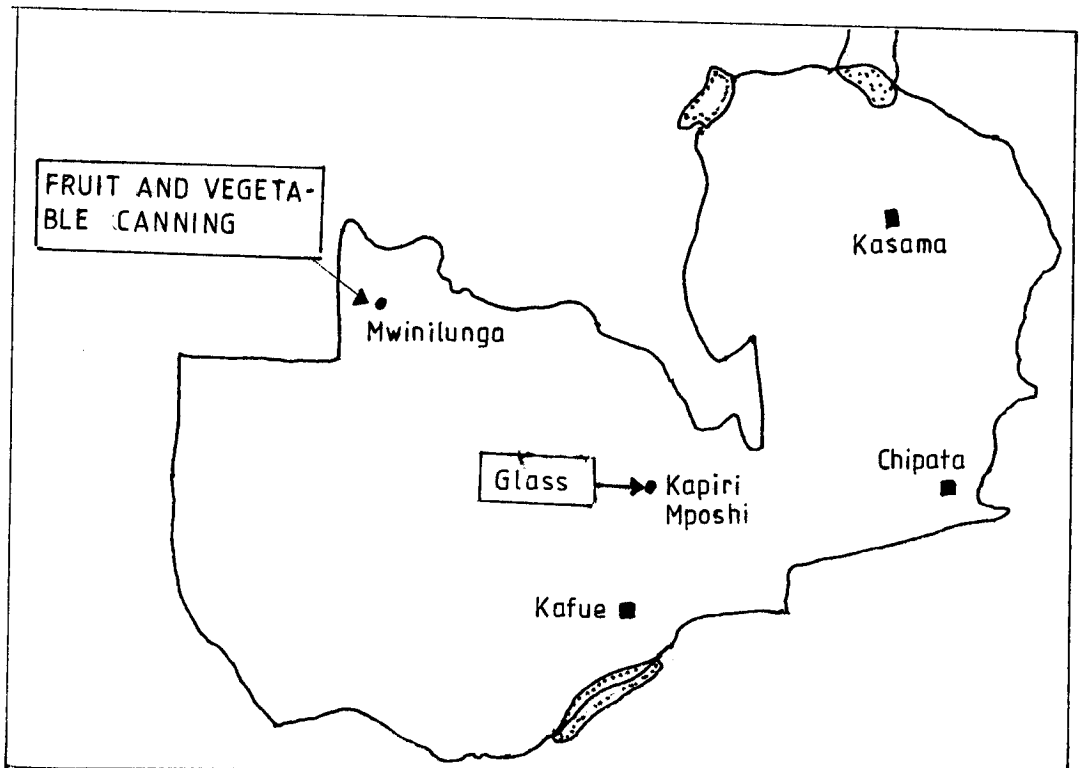 FRUIT AND VEGETA-
BLE CANNING
Kasama
Mwinilunga
Glass
Kapiri
Mposhi
Chipata
Kafue